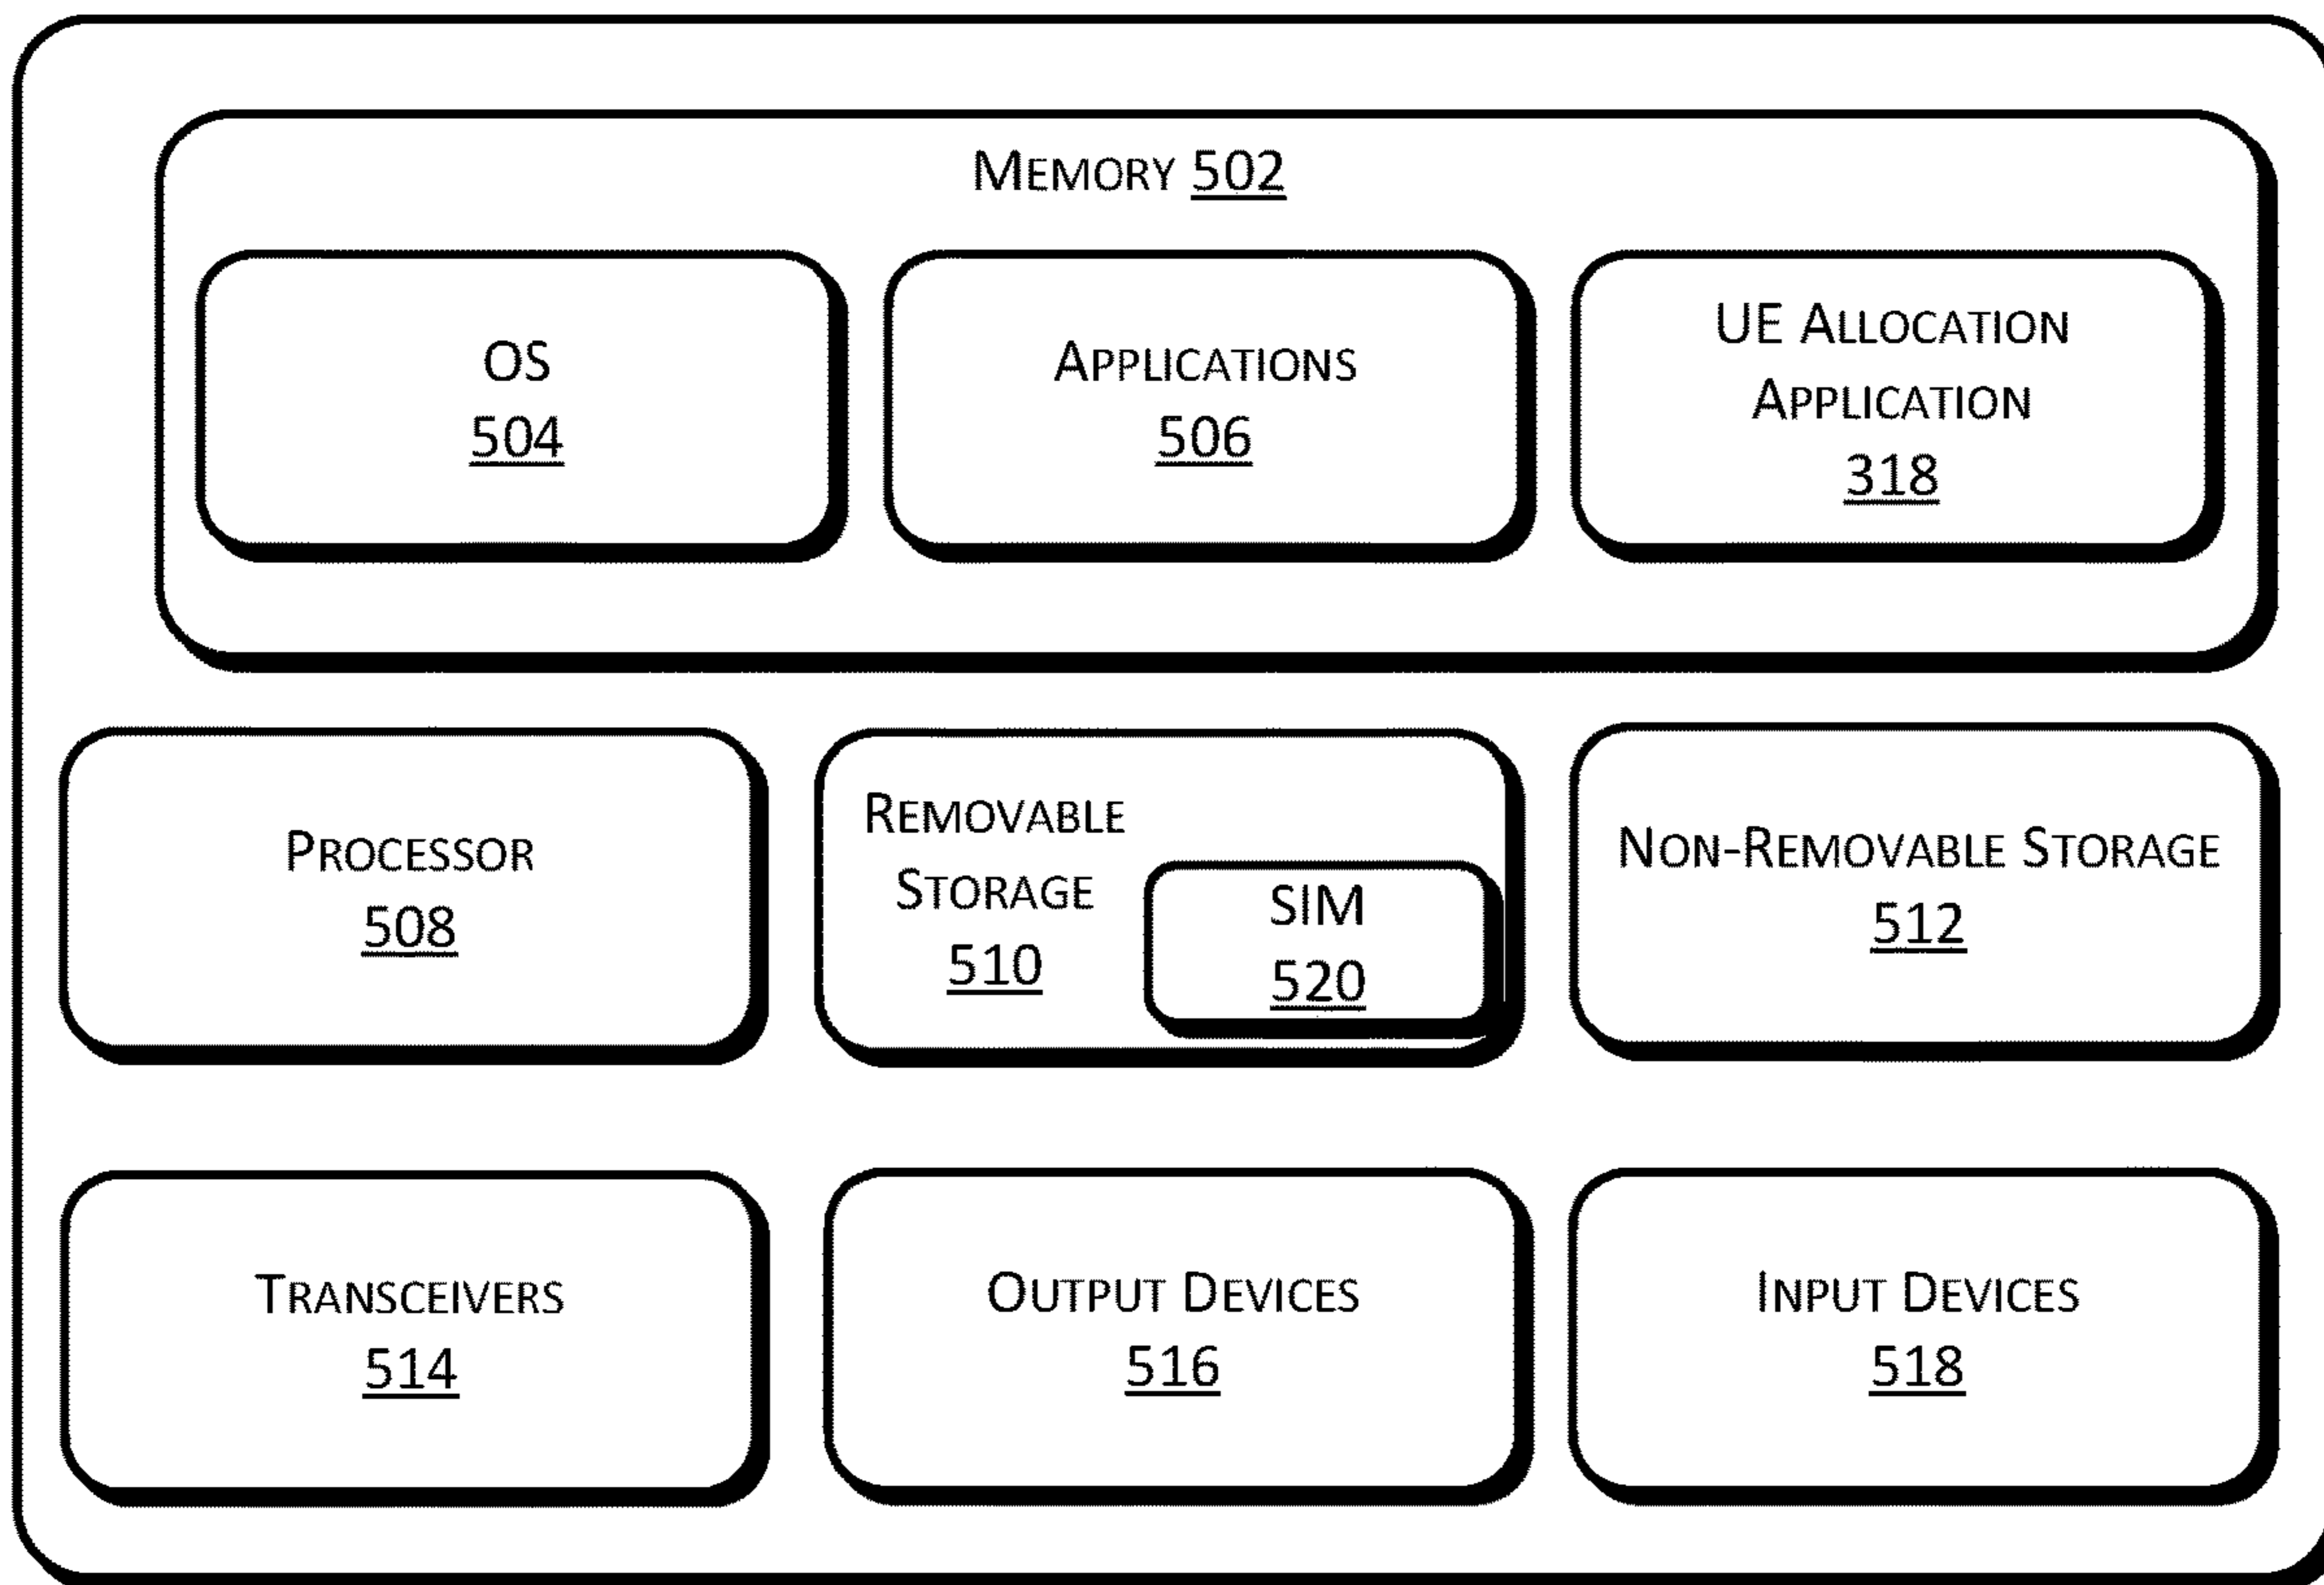 MEMORY 502
OS
504
APPLICATIONS
506
UE ALLOCATION
APPLICATION
318
PROCESSOR
508
REMOVABLE
STORAGE
510
SIM
520
NON-REMOVABLE STORAGE
512
TRANSCEIVERS
514
OUTPUT DEVICES
516
INPUT DEVICES
518